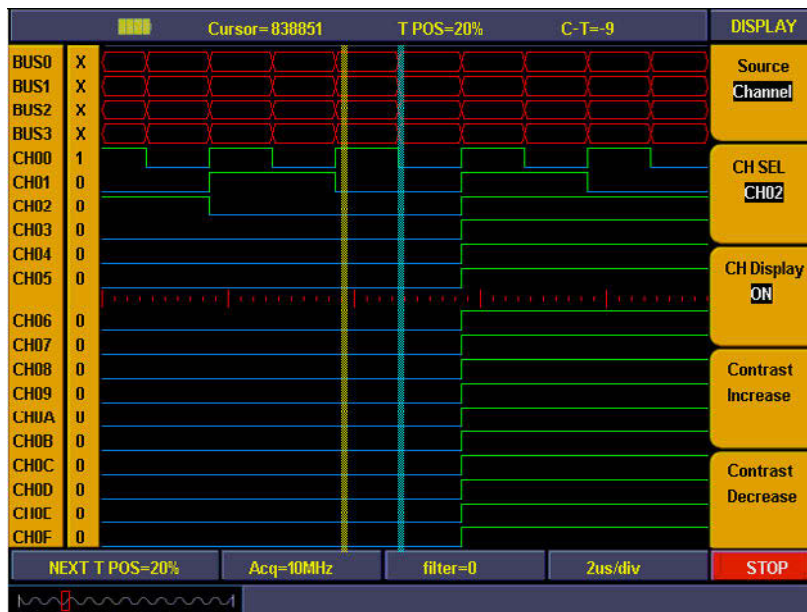 Cursor=838851 T POS=20% C-T=-9 DISPLAY
BUS0 X
BUS1 X
BUS2 X
BUS3 X
CH00 1
CH01 0
CH02 0
CH03 0
CH04 0
CH05 0
CH06 0
CH07 0
CH08 0
CH09 0
CH0A 0
CH0B 0
CH0C 0
CH0D 0
CH0E 0
CH0F 0
Source
Channel
CH SEL
CH02
CH Display
ON
Contrast
Increase
Contrast
Decrease
NEXT T POS=20% Acq=10MHz filter=0 2us/div STOP